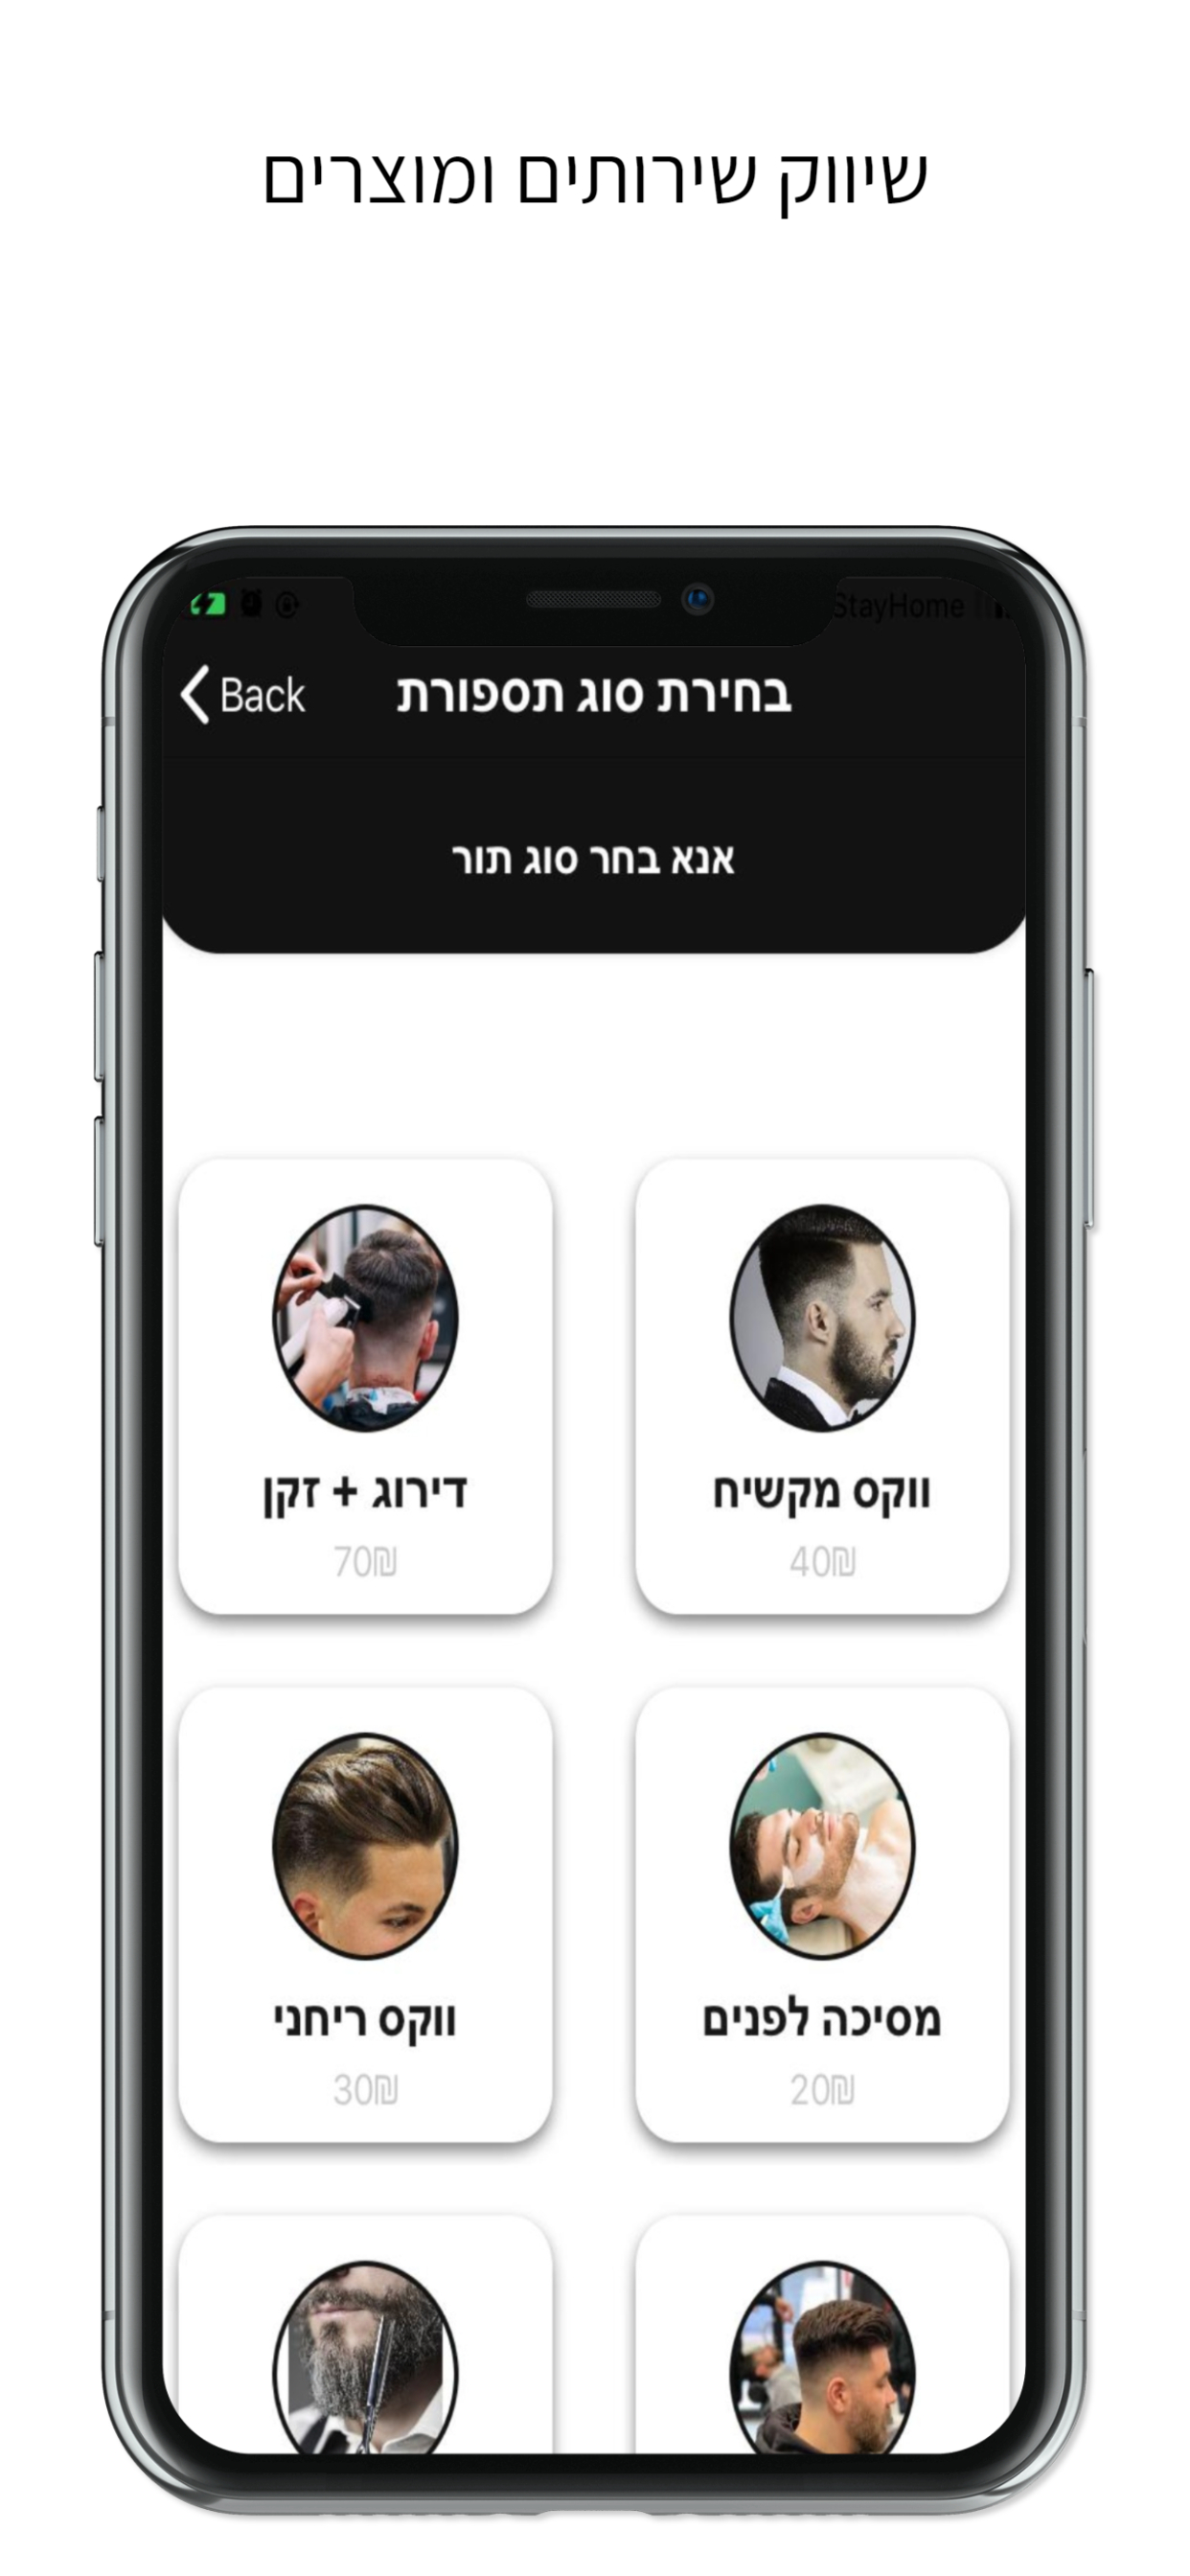 שיווק שירותים ומוצרים
StayHome
Back
בחירת סוג תספורת
אנא בחר סוג תור
ווקס מקשיח
40₪
דירוג + זקן
70₪
מסיכה לפנים
20₪
ווקס ריחני
30₪